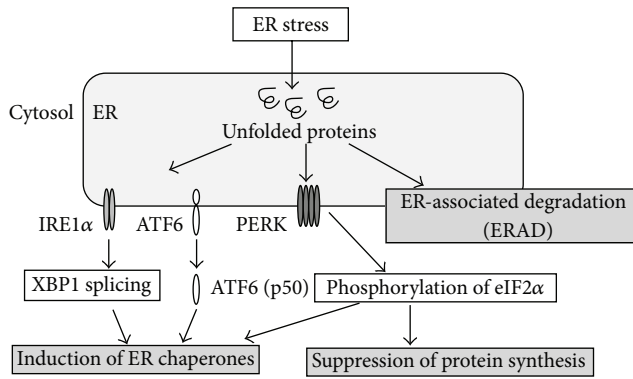 ER stress
Cytosol ER
Unfolded proteins
IRE1α ATF6 PERK
ER-associated degradation
(ERAD)
XBP1 splicing
ATF6 (p50)
Phosphorylation of eIF2α
Induction of ER chaperones
Suppression of protein synthesis